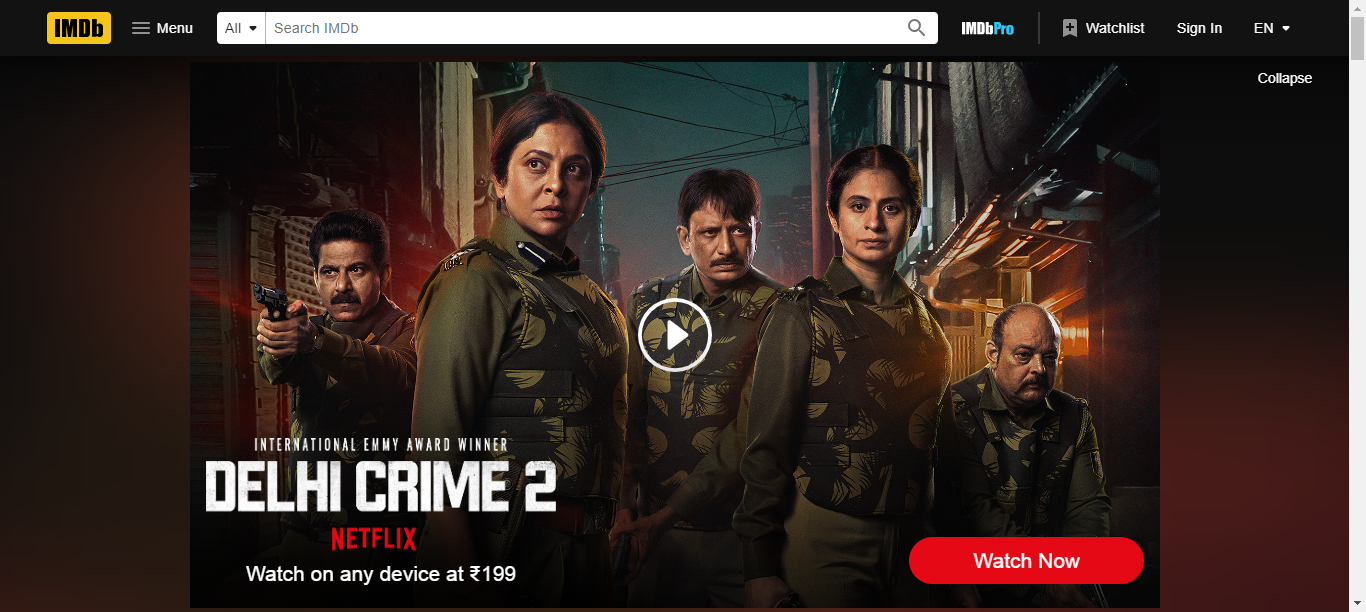 IMDb
Menu
All
Search IMDb
IMDbPro
Watchlist
Sign In
EN
Collapse
INTERNATIONAL EMMY AWARD WINNER
DELHI CRIME 2
NETFLIX
Watch on any device at ₹199
Watch Now